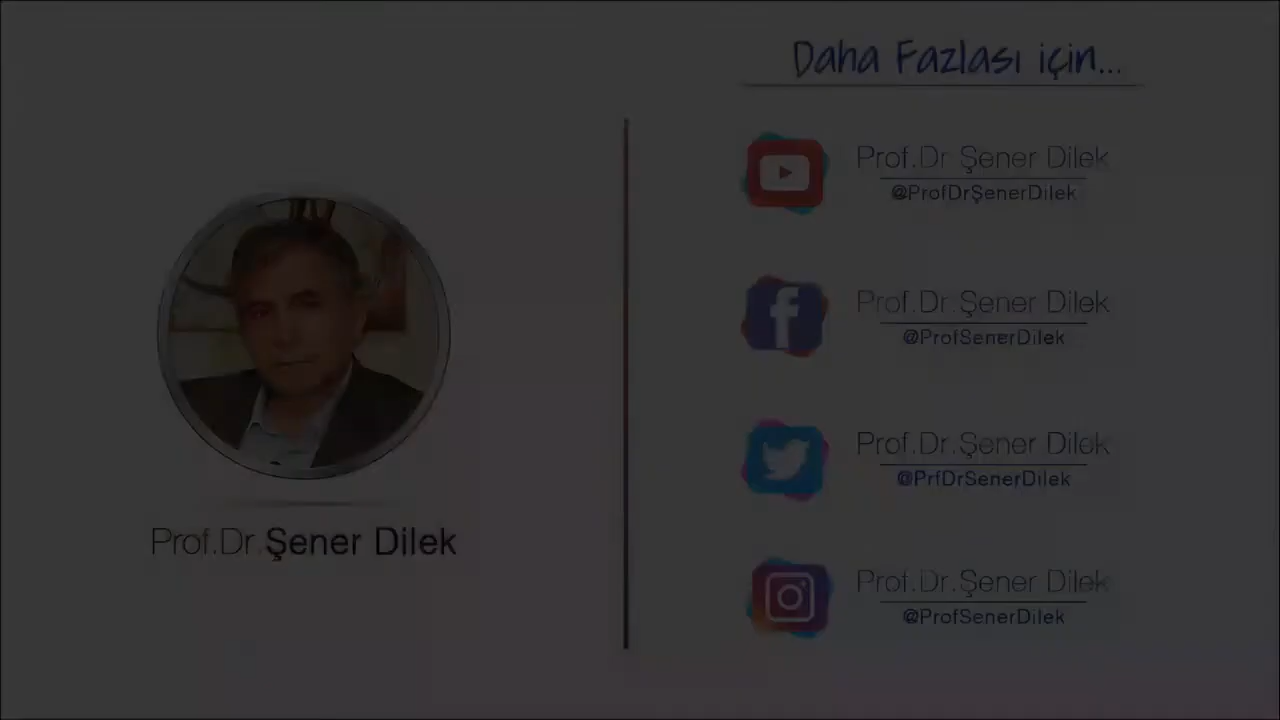 Prof.Dr.Şener Dilek
Daha Fazlası için...
Prof.Dr.Şener Dilek
@ProfDrŞenerDilek
Prof.Dr.Şener Dilek
@ProfSenerDilek
Prof.Dr.Şener Dilek
@PrfDrSenerDilek
Prof.Dr.Şener Dilek
@ProfSenerDilek